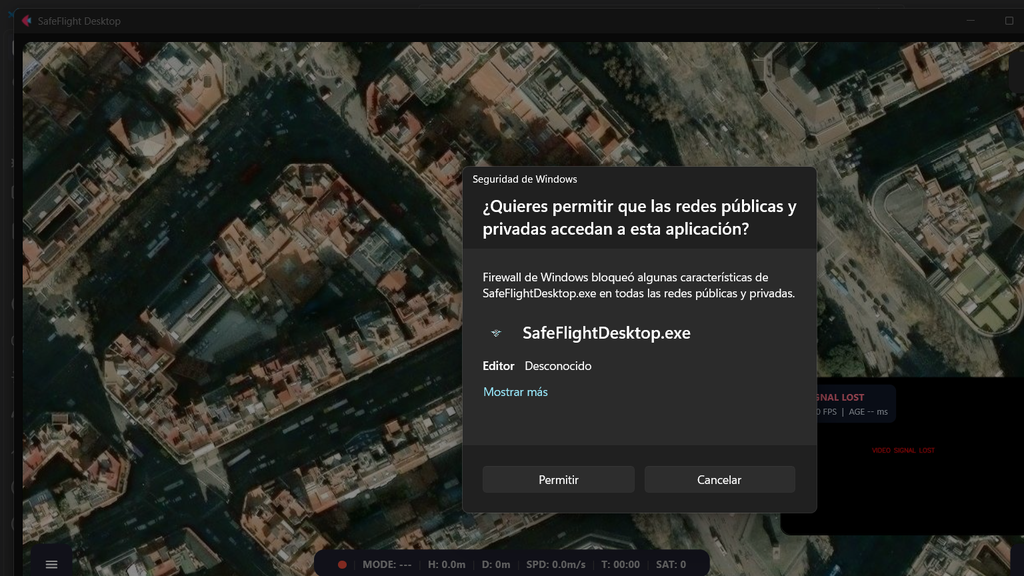 SafeFlight Desktop
Seguridad de Windows
¿Quieres permitir que las redes públicas y
privadas accedan a esta aplicación?
Firewall de Windows bloqueó algunas características de
SafeFlightDesktop.exe en todas las redes públicas y privadas.
SafeFlightDesktop.exe
Editor Desconocido
Mostrar más
Permitir Cancelar
GNAL LOST
0 FPS | AGE -- ms
VIDEO SIGNAL LOST
MODE: --- H: 0.0m D: 0m SPD: 0.0m/s T: 00:00 SAT: 0